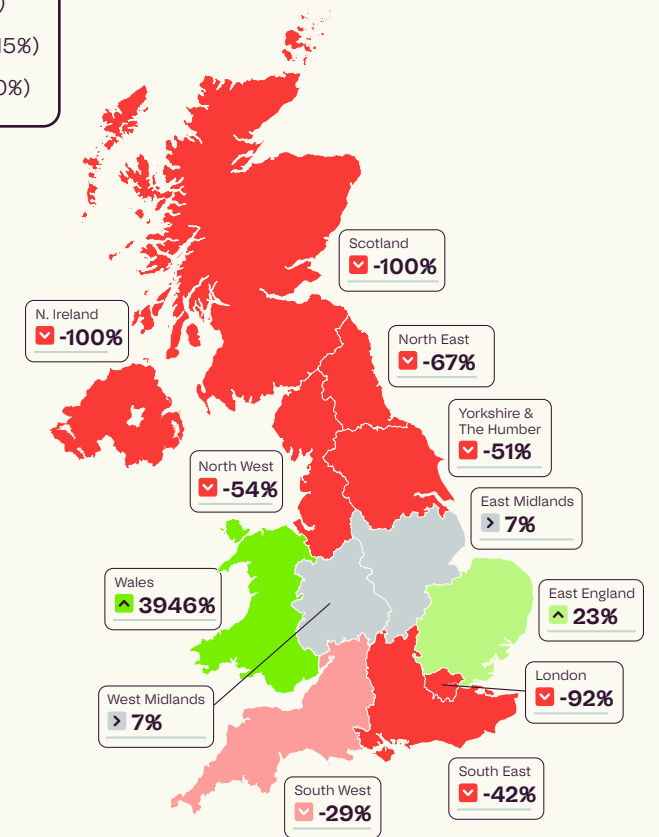 )
15%)
0%)
Scotland
-100%
N. Ireland
-100%
North East
-67%
Yorkshire &
The Humber
-51%
North West
-54%
East Midlands
7%
Wales
3946%
East England
23%
London
-92%
West Midlands
7%
South East
-42%
South West
-29%